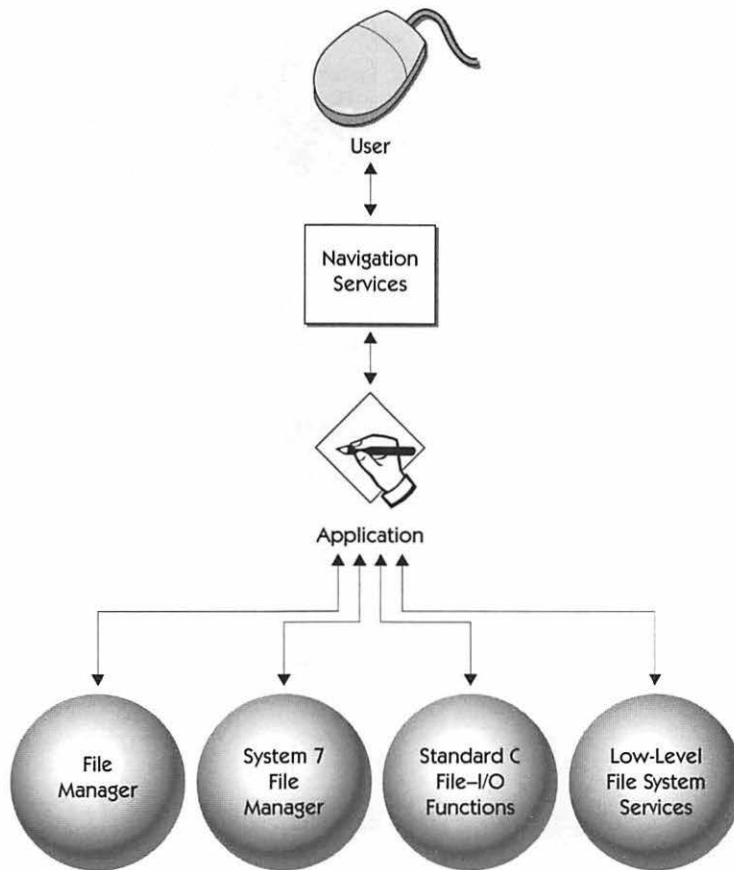 User
Navigation
Services
Application
File
Manager
System 7
File
Manager
Standard C
File–I/O
Functions
Low-Level
File System
Services